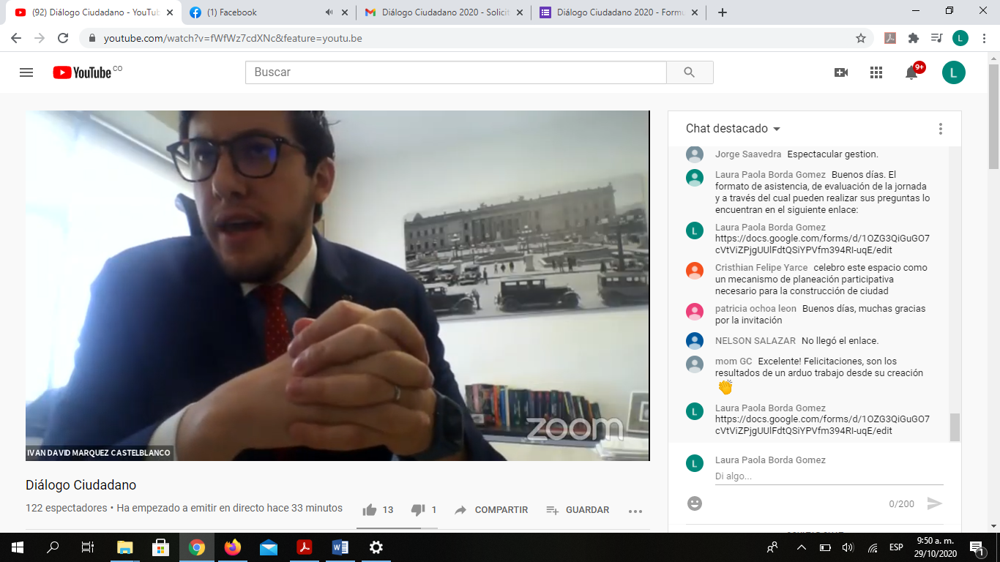 (92) Diálogo Ciudadano - YouTub
(1) Facebook
Diálogo Ciudadano 2020 - Solicit
Diálogo Ciudadano 2020 - Formu
youtube.com/watch?v=fWfWz7cdXNc&feature=youtu.be
L
YouTube CO
Buscar
9+
L
zoom
IVAN DAVID MARQUEZ CASTELBLANCO
Diálogo Ciudadano
122 espectadores • Ha empezado a emitir en directo hace 33 minutos
13
1
COMPARTIR
GUARDAR
Chat destacado
Jorge Saavedra Espectacular gestion.
Laura Paola Borda Gomez Buenos días. El
formato de asistencia, de evaluación de la jornada
y a través del cual pueden realizar sus preguntas lo
encuentran en el siguiente enlace:
L
Laura Paola Borda Gomez
https://docs.google.com/forms/d/1OZG3QiGuGO7
cVtViZPjgUUlFdtQSiYPVfm394RI-uqE/edit
Cristhian Felipe Yarce celebro este espacio como
un mecanismo de planeación participativa
necesario para la construcción de ciudad
patricia ochoa leon Buenos días, muchas gracias
por la invitación
NELSON SALAZAR No llegó el enlace.
mom GC Excelente! Felicitaciones, son los
resultados de un arduo trabajo desde su creación
L
Laura Paola Borda Gomez
https://docs.google.com/forms/d/1OZG3QiGuGO7
cVtViZPjgUUlFdtQSiYPVfm394RI-uqE/edit
L
Laura Paola Borda Gomez
Di algo...
0/200
ESP
9:50 a. m.
29/10/2020
1